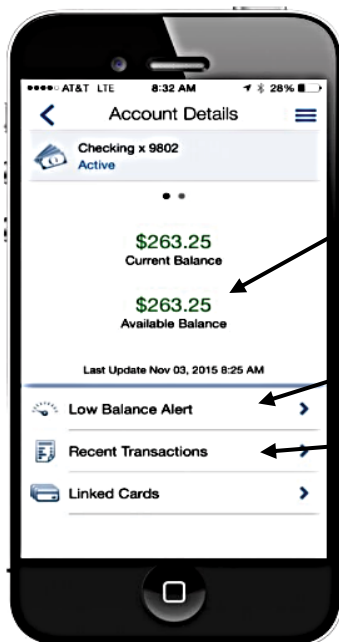 AT&T LTE 8:32 AM 28%
Account Details
Checking x 9802
Active
$263.25
Current Balance
$263.25
Available Balance
Last Update Nov 03, 2015 8:25 AM
Low Balance Alert
Recent Transactions
Linked Cards